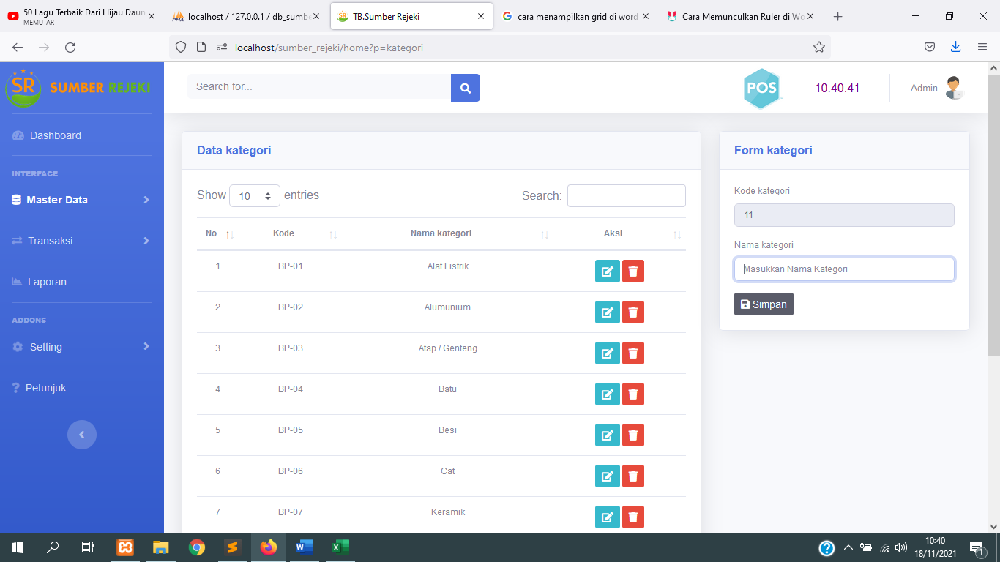 50 Lagu Terbaik Dari Hijau Daun
MEMUTAR
localhost / 127.0.0.1 / db_sumbe
TB.Sumber Rejeki
cara menampilkan grid di word
Cara Memunculkan Ruler di Wo
localhost/sumber_rejeki/home?p=kategori
SR SUMBER REJEKI
Search for...
POS
10:40:41
Admin
Dashboard
INTERFACE
Master Data
Transaksi
Laporan
ADDONS
Setting
Petunjuk
Data kategori
Show 10 entries
Search:
No Kode Nama kategori Aksi
1 BP-01 Alat Listrik
2 BP-02 Alumunium
3 BP-03 Atap / Genteng
4 BP-04 Batu
5 BP-05 Besi
6 BP-06 Cat
7 BP-07 Keramik
Form kategori
Kode kategori
11
Nama kategori
Masukkan Nama Kategori
Simpan
10:40
18/11/2021
1